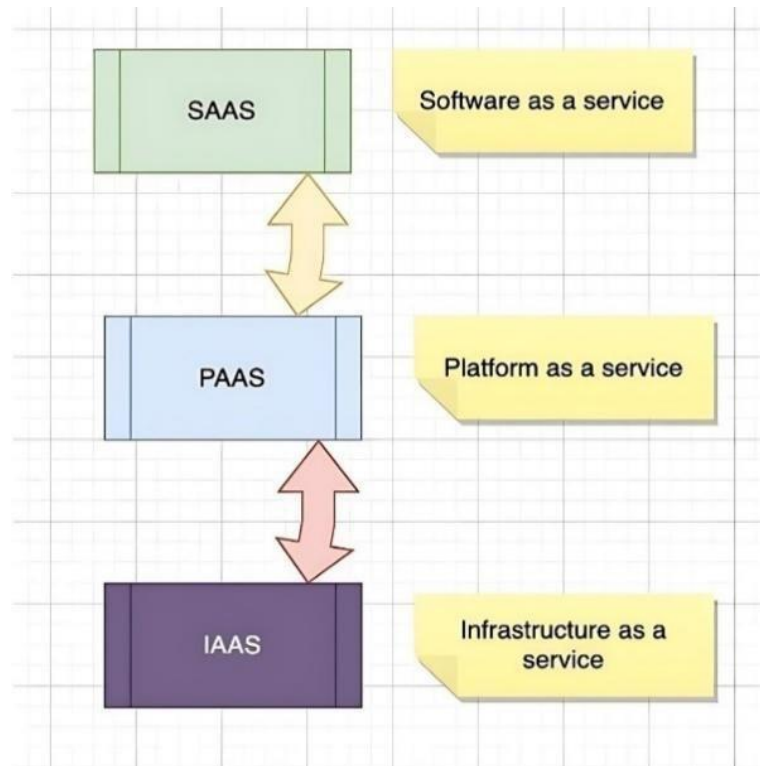 SAAS
Software as a service
PAAS
Platform as a service
IAAS
Infrastructure as a
service